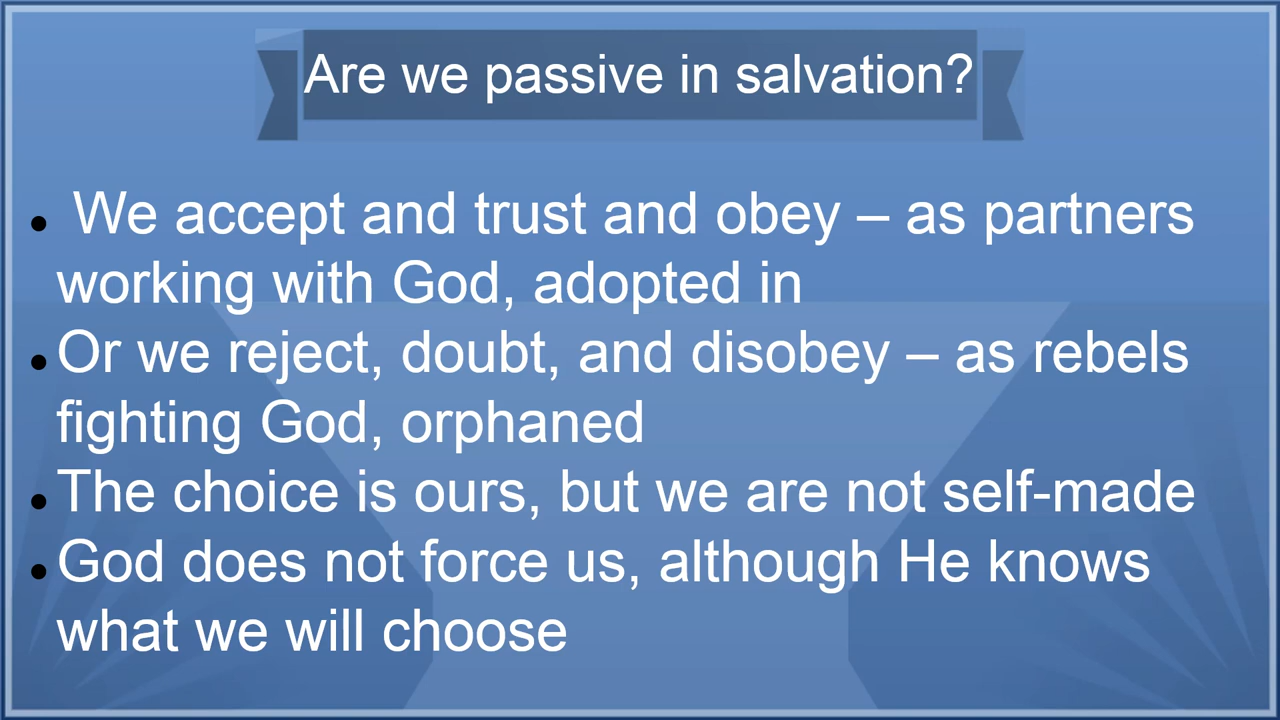 Are we passive in salvation?
● We accept and trust and obey – as partners
working with God, adopted in
● Or we reject, doubt, and disobey – as rebels
fighting God, orphaned
● The choice is ours, but we are not self-made
● God does not force us, although He knows
what we will choose